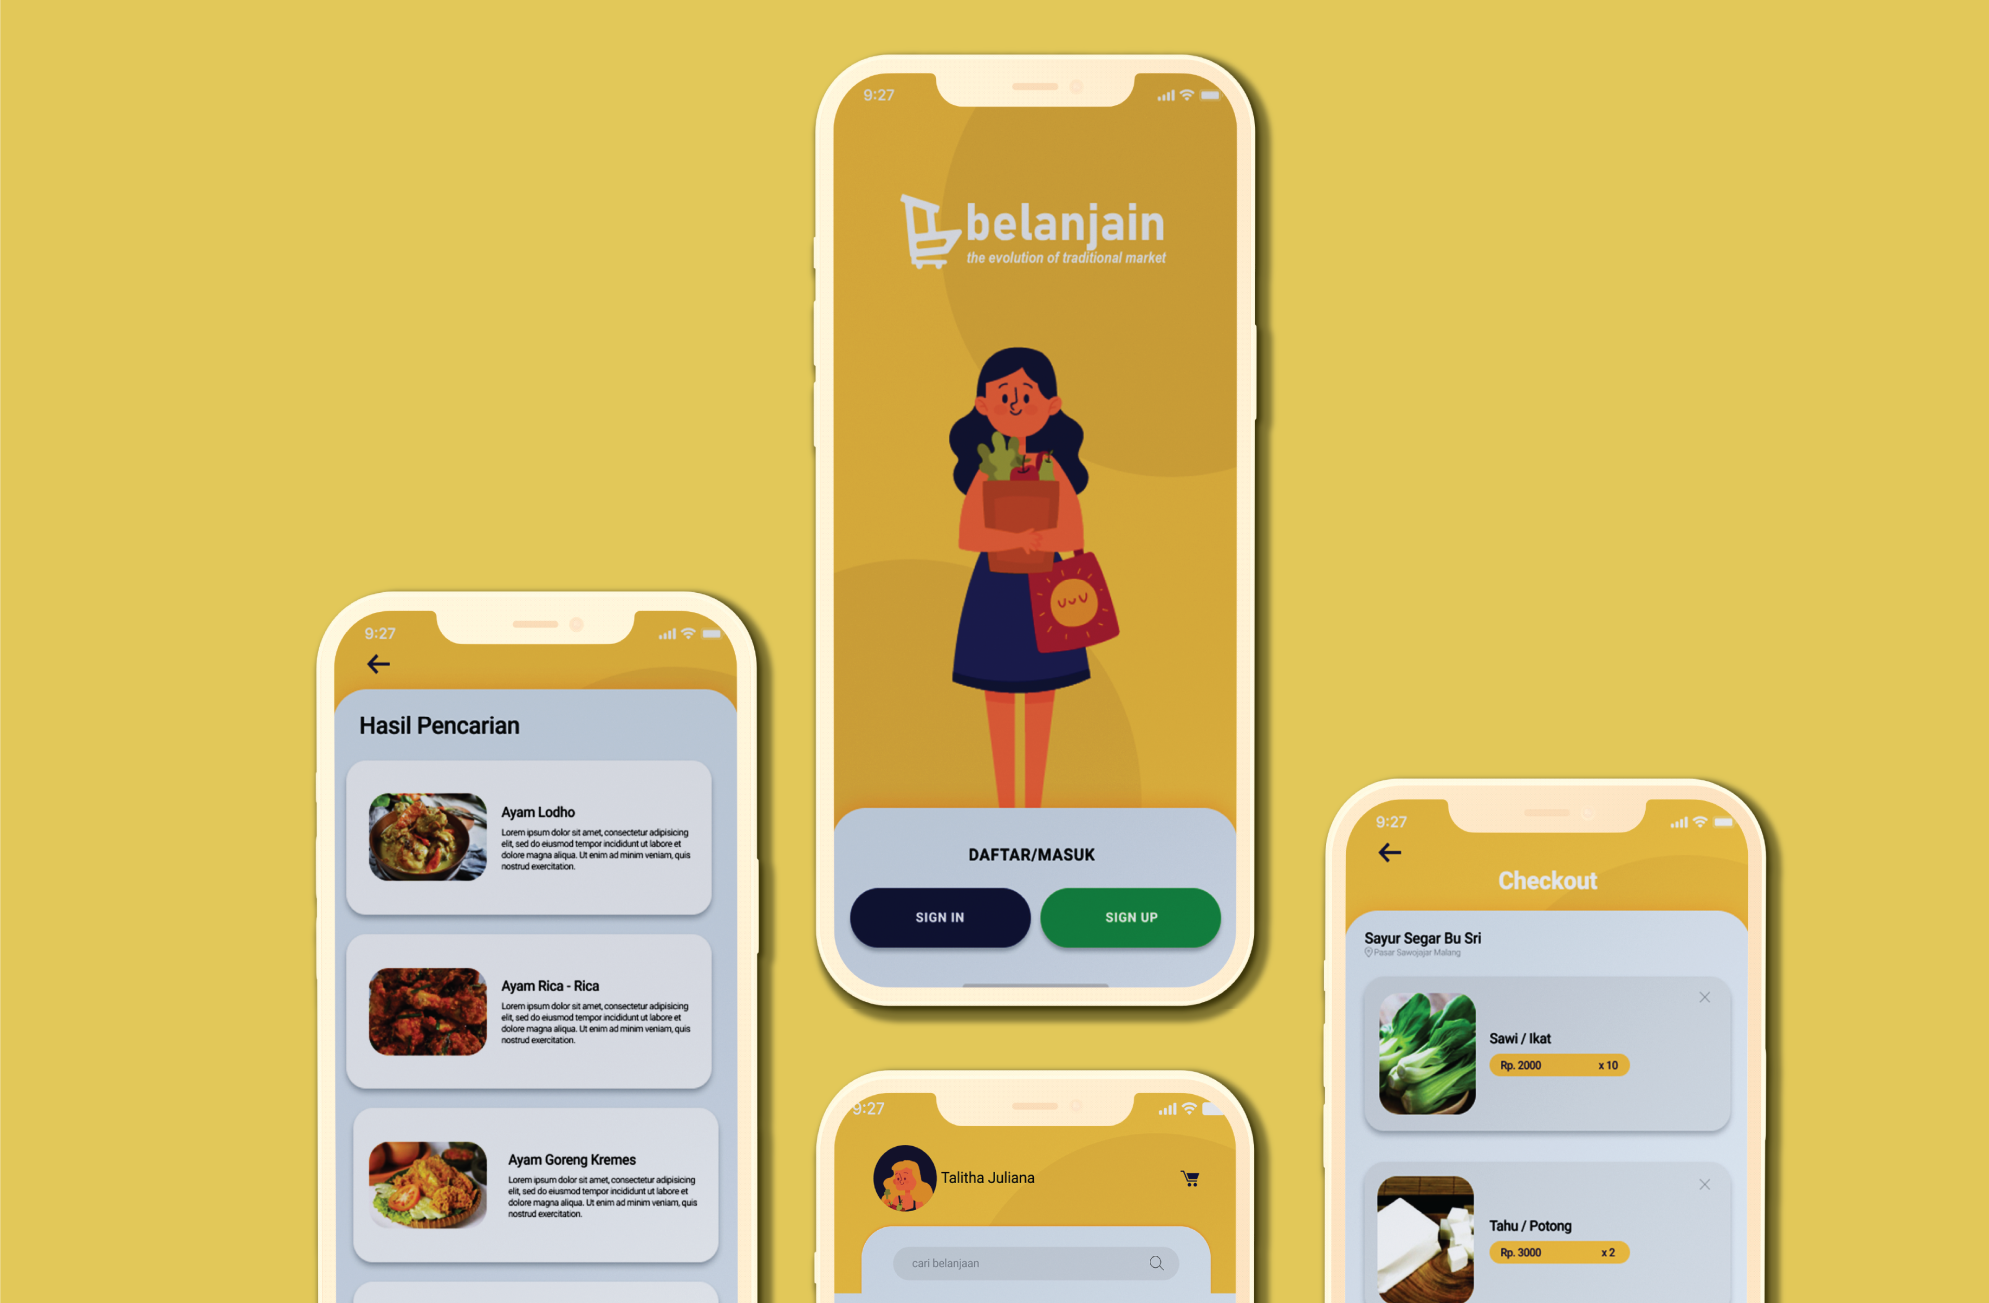 9:27
belanjain
the evolution of traditional market
DAFTAR/MASUK
SIGN IN
SIGN UP
9:27
Hasil Pencarian
Ayam Lodho
Lorem ipsum dolor sit amet, consectetur adipisicing
elit, sed do eiusmod tempor incididunt ut labore et
dolore magna aliqua. Ut enim ad minim veniam, quis
nostrud exercitation.
Ayam Rica - Rica
Lorem ipsum dolor sit amet, consectetur adipisicing
elit, sed do eiusmod tempor incididunt ut labore et
dolore magna aliqua. Ut enim ad minim veniam, quis
nostrud exercitation.
Ayam Goreng Kremes
Lorem ipsum dolor sit amet, consectetur adipisicing
elit, sed do eiusmod tempor incididunt ut labore et
dolore magna aliqua. Ut enim ad minim veniam, quis
nostrud exercitation.
9:27
Talitha Juliana
cari belanjaan
9:27
Checkout
Sayur Segar Bu Sri
Pasar Sawojajar Malang
Sawi / Ikat
Rp. 2000 x 10
Tahu / Potong
Rp. 3000 x 2